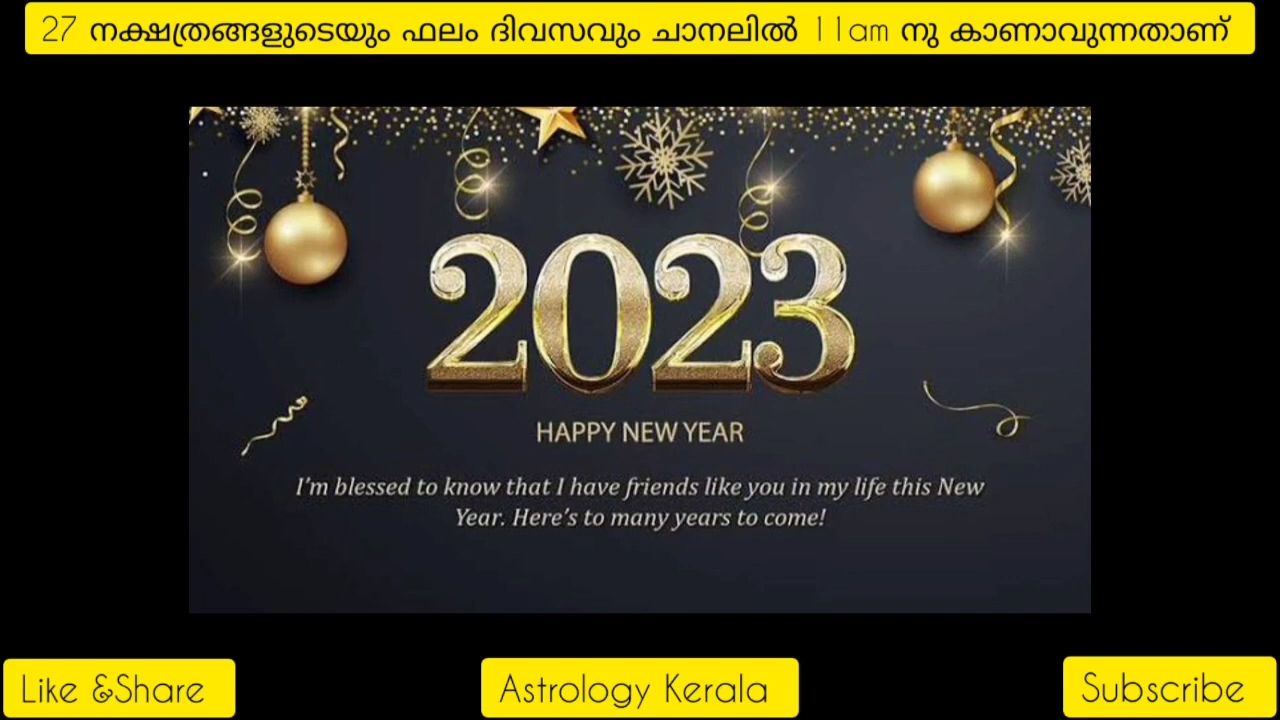 27 നക്ഷത്രങ്ങളുടെയും ഫലം ദിവസവും ചാനലിൽ 11am നു കാണാവുന്നതാണ്
2023
HAPPY NEW YEAR
I'm blessed to know that I have friends like you in my life this New
Year. Here's to many years to come!
Like &Share
Astrology Kerala
Subscribe